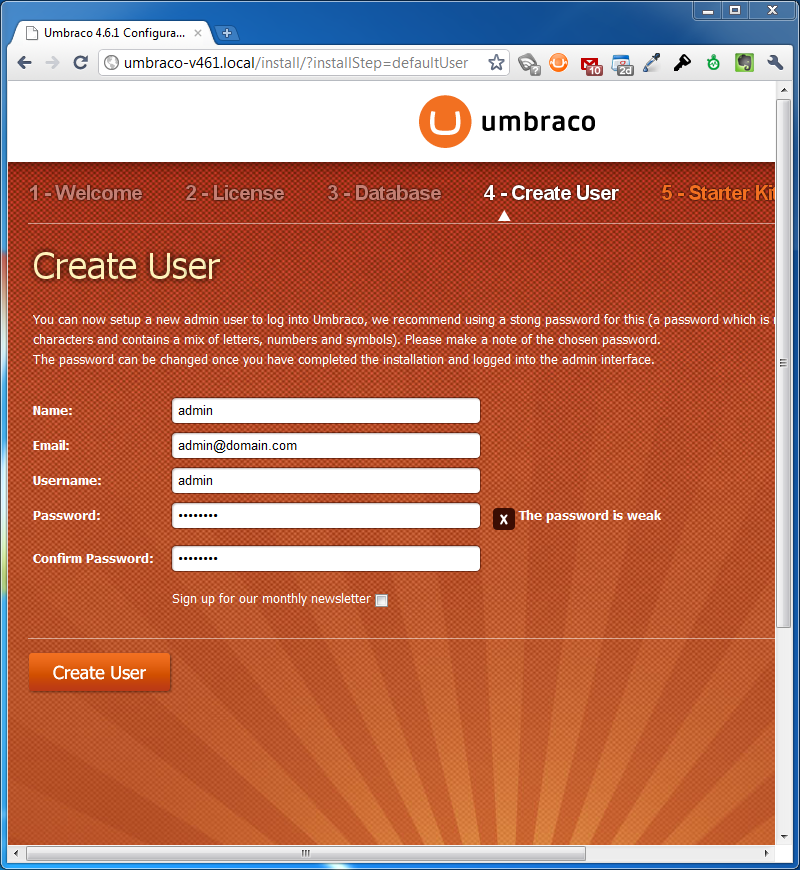 Umbraco 4.6.1 Configura...
umbraco-v461.local/install/?installStep=defaultUser
10
2d
umbraco
1 - Welcome 2 - License 3 - Database 4 - Create User 5 - Starter Kit
Create User
You can now setup a new admin user to log into Umbraco, we recommend using a stong password for this (a password which is
characters and contains a mix of letters, numbers and symbols). Please make a note of the chosen password.
The password can be changed once you have completed the installation and logged into the admin interface.
Name: admin
Email: admin@domain.com
Username: admin
Password: •••••••• X The password is weak
Confirm Password: ••••••••
Sign up for our monthly newsletter
Create User